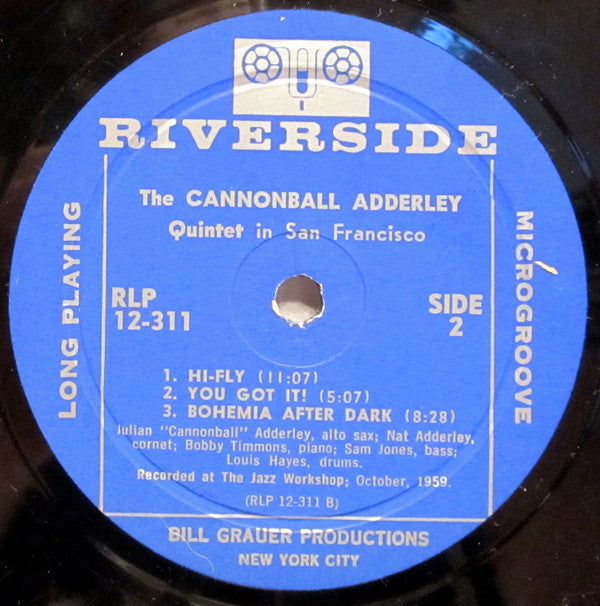 RIVERSIDE
The CANNONBALL ADDERLEY
Quintet in San Francisco
LONG PLAYING
MICROGROOVE
RLP
12-311
SIDE
2
1. HI-FLY (11:07)
2. YOU GOT IT! (5:07)
3. BOHEMIA AFTER DARK (8:28)
Julian "Cannonball" Adderley, alto sax; Nat Adderley,
cornet; Bobby Timmons, piano; Sam Jones, bass;
Louis Hayes, drums.
Recorded at The Jazz Workshop; October, 1959.
(RLP 12-311 B)
BILL GRAUER PRODUCTIONS
NEW YORK CITY